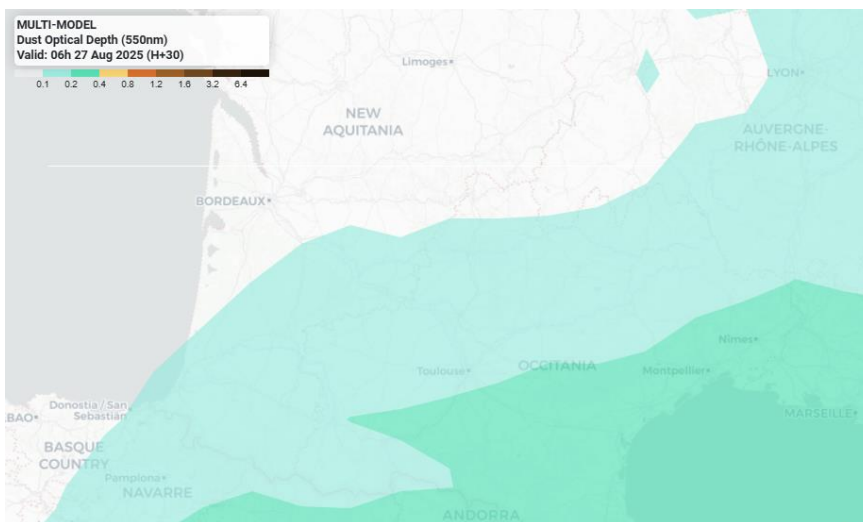 MULTI-MODEL
Dust Optical Depth (550nm)
Valid: 06h 27 Aug 2025 (H+30)
0.1 0.2 0.4 0.8 1.2 1.6 3.2 6.4
Limoges
LYON
NEW
AQUITANIA
AUVERGNE-
RHÔNE-ALPES
BORDEAUX
Nîmes
Toulouse
OCCITANIA
Montpellier
Donostia / San
Sebastián
BAO
MARSEILLE
BASQUE
COUNTRY
Pamplona
NAVARRE
ANDORRA